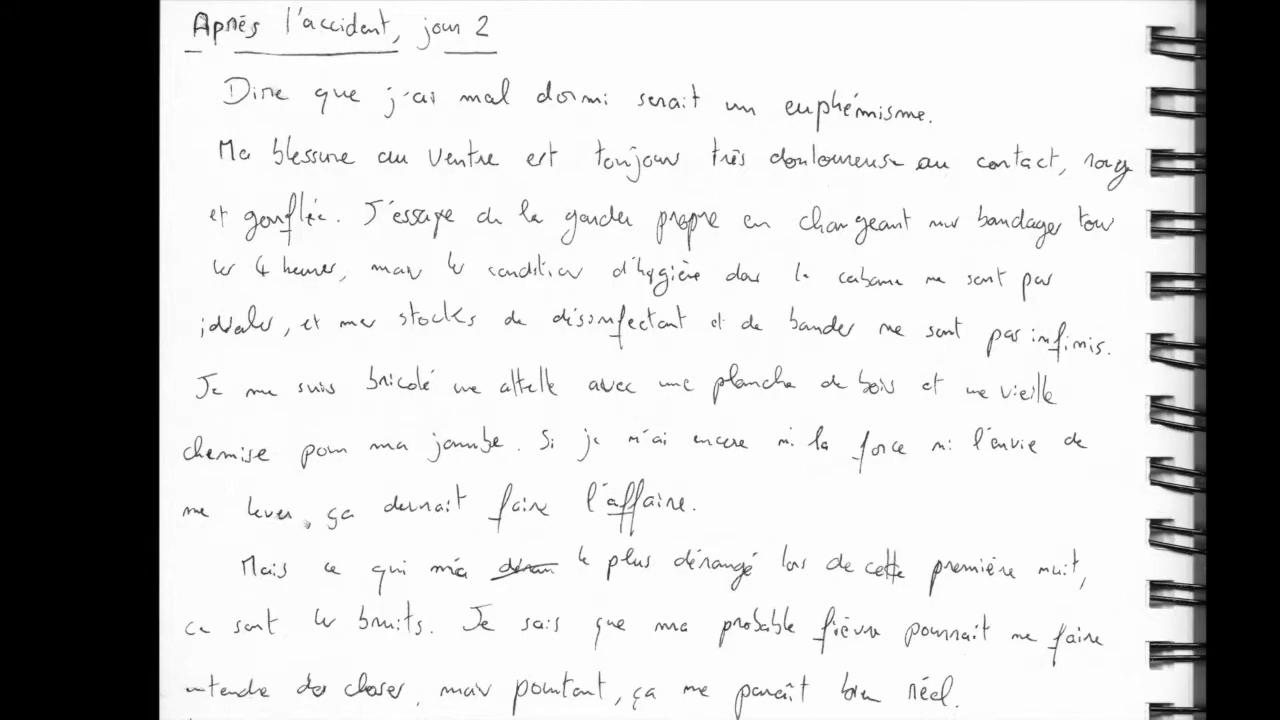 Après l'accident, jour 2
Dire que j'ai mal dormi serait un euphémisme.
Ma blessure au ventre est toujours très douloureuse au contact, rouge
et gonflée. J'essaye de la garder propre en changeant mes bandages tous
les 4 heures, mais les conditions d'hygiène dans la cabane ne sont pas
idéales, et mes stocks de désinfectant et de bandes ne sont pas infinis.
Je me suis bricolé une attelle avec une planche de bois et une vieille
chemise pour ma jambe. Si je n'ai encore ni la force ni l'envie de
me lever, ça devrait faire l'affaire.
Mais ce qui m'a le plus dérangé lors de cette première nuit,
ce sont les bruits. Je sais que ma probable fièvre pourrait me faire
entendre des choses, mais pourtant, ça me paraît bien réel.